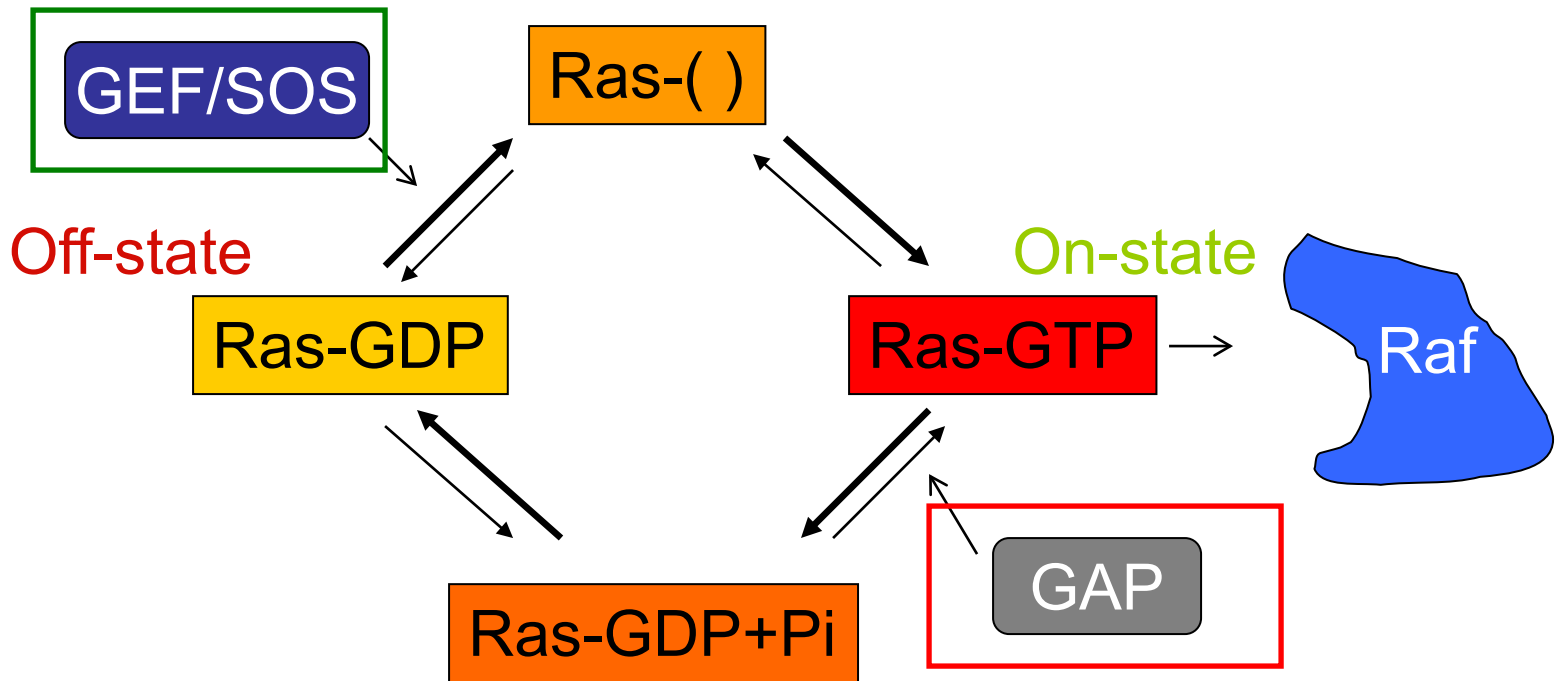 GEF/SOS
Ras-( )
Off-state
On-state
Ras-GDP
Ras-GTP
Raf
GAP
Ras-GDP+Pi